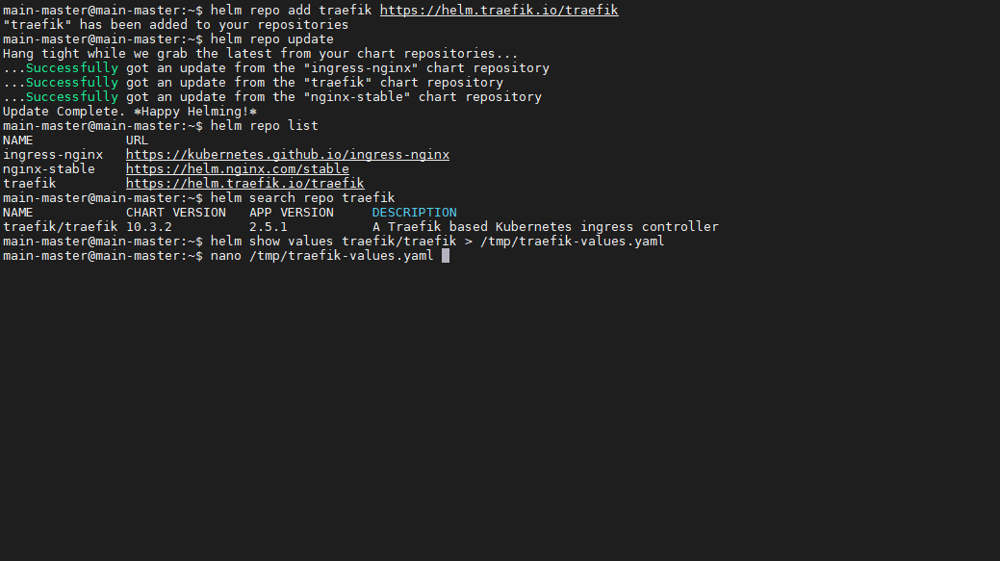 main-master@main-master:~$ helm repo add traefik https://helm.traefik.io/traefik
"traefik" has been added to your repositories
main-master@main-master:~$ helm repo update
Hang tight while we grab the latest from your chart repositories...
...Successfully got an update from the "ingress-nginx" chart repository
...Successfully got an update from the "traefik" chart repository
...Successfully got an update from the "nginx-stable" chart repository
Update Complete. ⎈Happy Helming!⎈
main-master@main-master:~$ helm repo list
NAME            URL
ingress-nginx   https://kubernetes.github.io/ingress-nginx
nginx-stable    https://helm.nginx.com/stable
traefik         https://helm.traefik.io/traefik
main-master@main-master:~$ helm search repo traefik
NAME            CHART VERSION   APP VERSION     DESCRIPTION
traefik/traefik 10.3.2          2.5.1           A Traefik based Kubernetes ingress controller
main-master@main-master:~$ helm show values traefik/traefik > /tmp/traefik-values.yaml
main-master@main-master:~$ nano /tmp/traefik-values.yaml